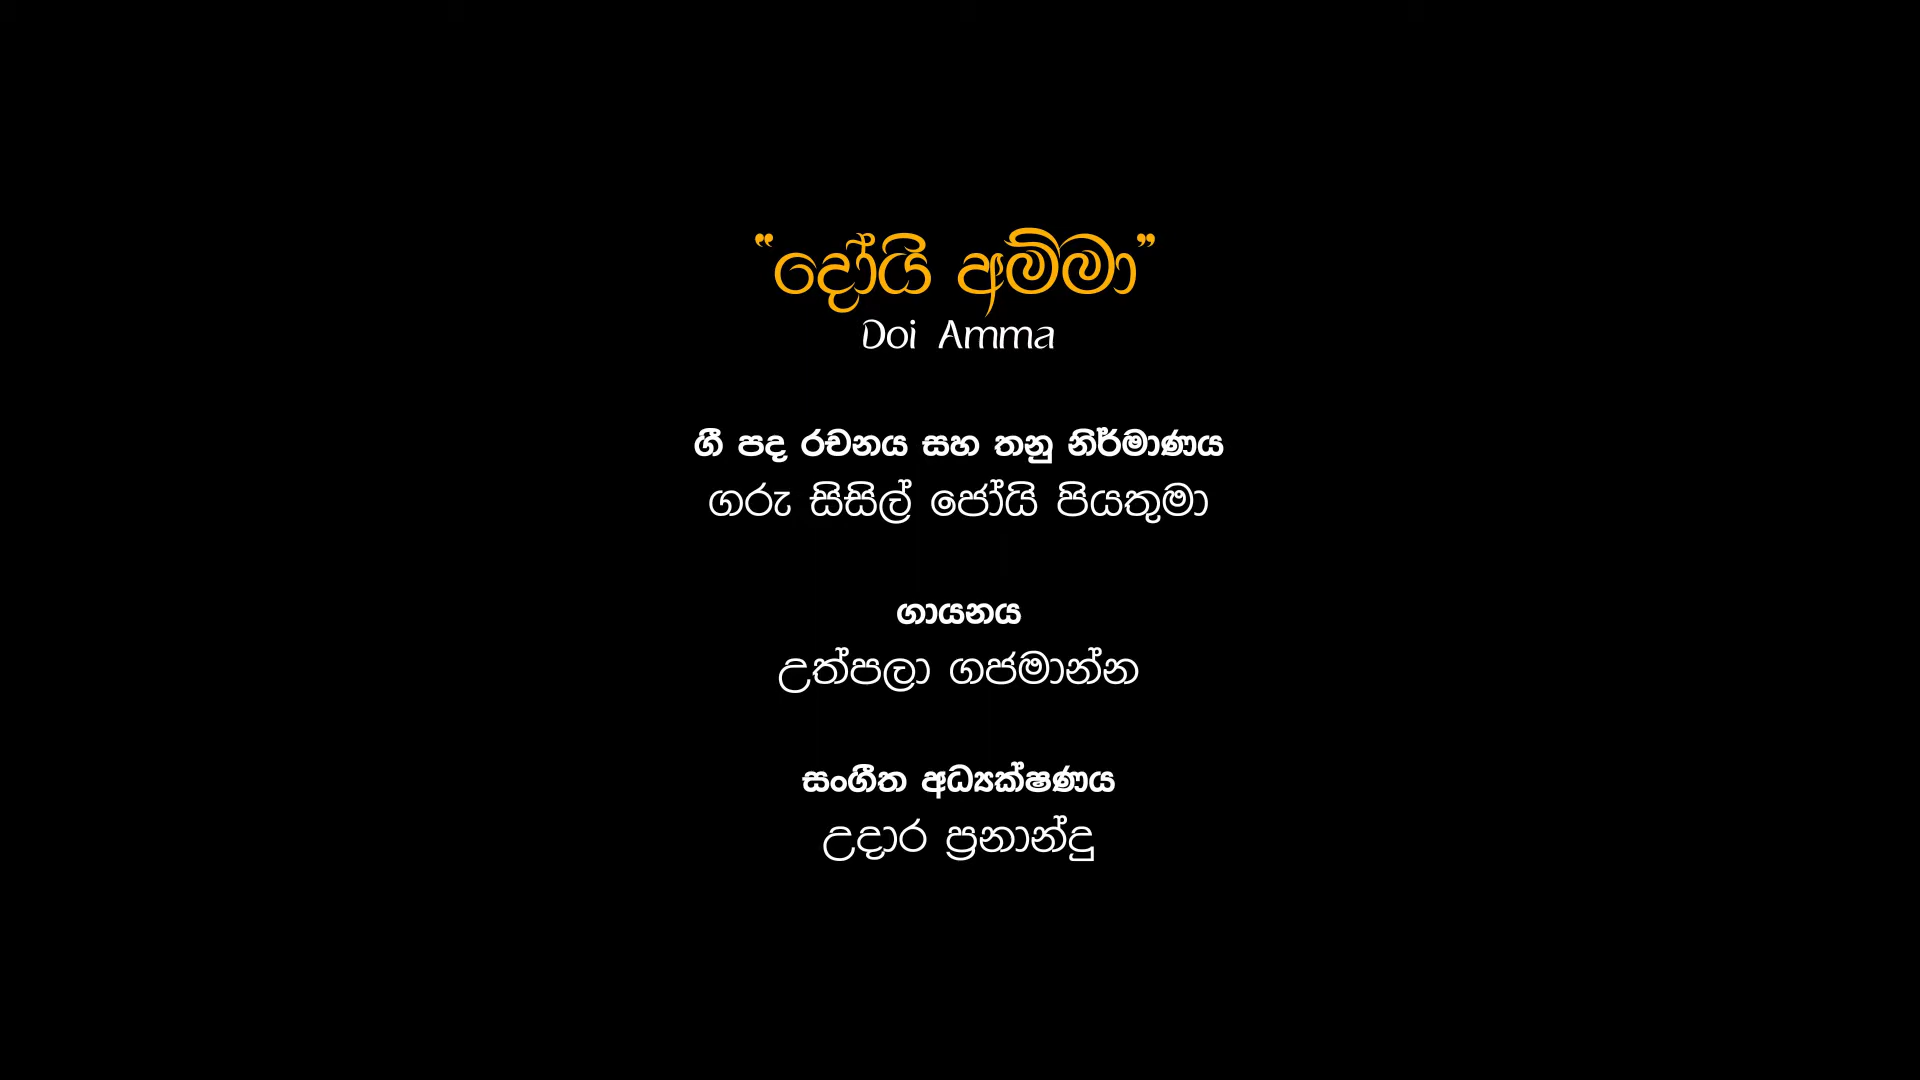 “දෝයි අම්මා”
Doi Amma
ගී පද රචනය සහ තනු නිර්මාණය
ගරු සිසිල් ජෝයි පියතුමා
ගායනය
උත්පලා ගජමාන්න
සංගීත අධ්‍යක්ෂණය
උදාර ප්‍රනාන්දු